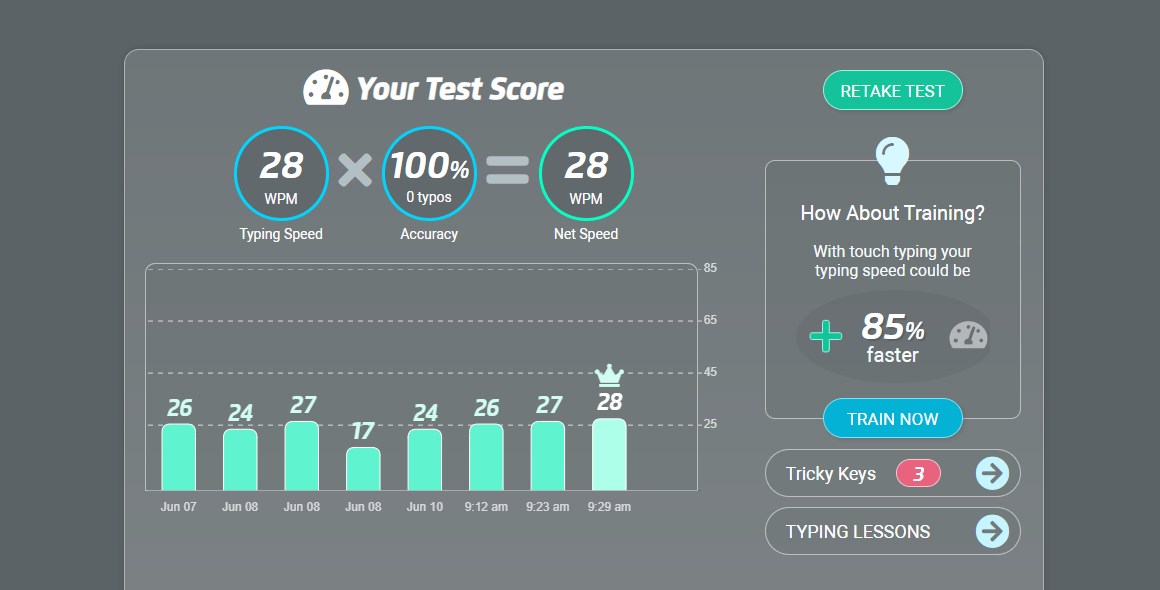 Your Test Score
28
WPM
Typing Speed
100%
0 typos
Accuracy
28
WPM
Net Speed
85
65
45
25
26
24
27
17
24
26
27
28
Jun 07
Jun 08
Jun 08
Jun 08
Jun 10
9:12 am
9:23 am
9:29 am
RETAKE TEST
How About Training?
With touch typing your
typing speed could be
85%
faster
TRAIN NOW
Tricky Keys 3
TYPING LESSONS